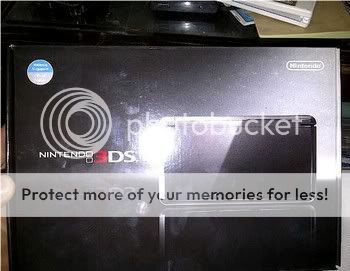 Nintendo
photobucket
NINTENDO 3DS
Protect more of your memories for less!